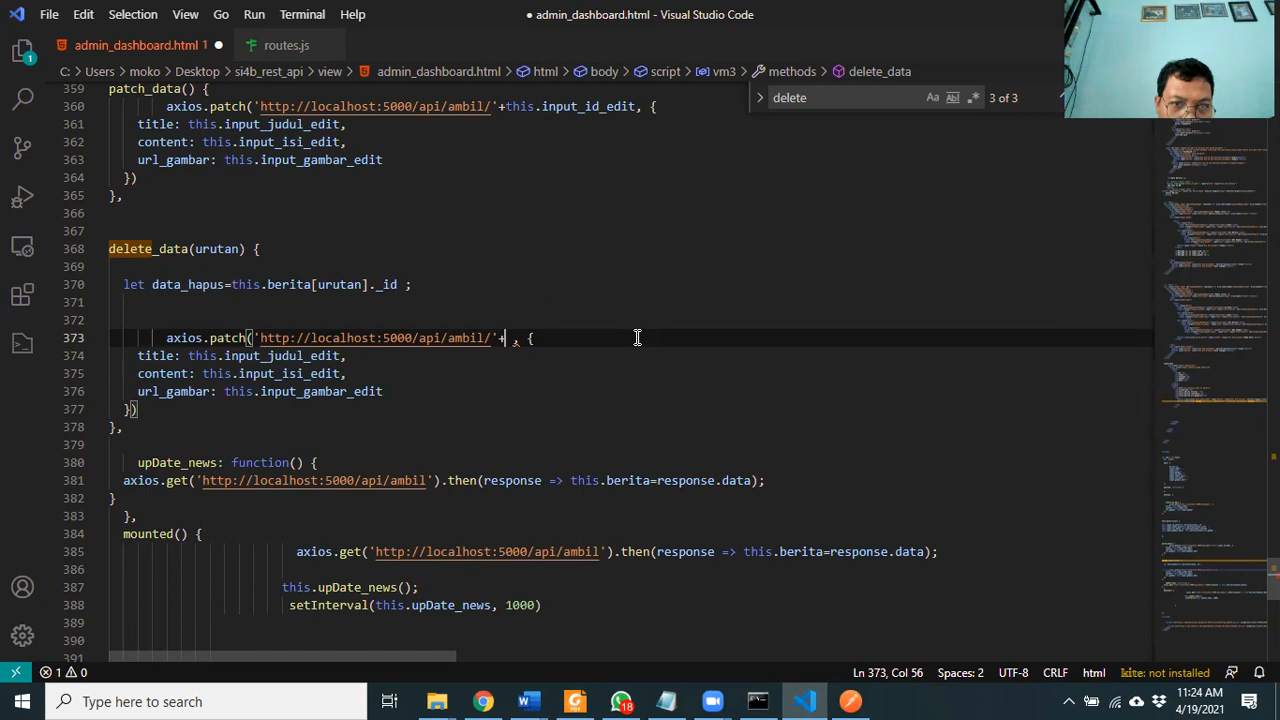 File Edit Selection View Go Run Terminal Help
● admin_dashboard.html - Visual Studio Code
admin_dashboard.html 1 ●
routes.js
C: > Users > moko > Desktop > si4b_rest_api > view > admin_dashboard.html > html > body > script > vm3 > methods > delete_data
delete
Aa Ab
3 of 3
359 patch_data() {
360 axios.patch('http://localhost:5000/api/ambil/'+this.input_id_edit, {
361 title: this.input_judul_edit,
362 content: this.input_isi_edit,
363 url_gambar: this.input_gambar_edit
364 })
365 },
366
367
368 delete_data(urutan) {
369
370 let data_hapus=this.berita[urutan]._id ;
371
372
373 axios.patch('http://localhost:5000/api/ambil/'+
374 title: this.input_judul_edit,
375 content: this.input_isi_edit,
376 url_gambar: this.input_gambar_edit
377 })
378 },
379
380 upDate_news: function() {
381 axios.get('http://localhost:5000/api/ambil').then(response => this.berita=response.data);
382 }
383 },
384 mounted() {
385 axios.get('http://localhost:5000/api/ambil').then(response => this.berita=response.data);
386
387 this.upDate_news();
388 setInterval(this.upDate_news, 1000)
389
390
391
1 0
Ln 373, Col 56
Spaces: 2
UTF-8
CRLF
html
kite: not installed
Type here to search
18
11:24 AM
4/19/2021